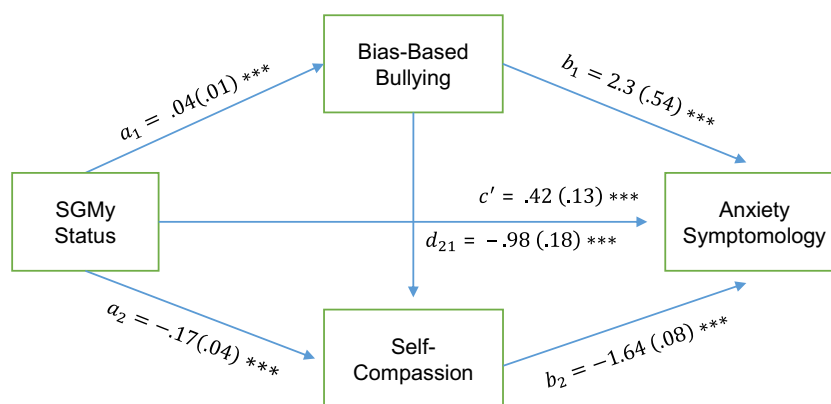 Bias-Based
Bullying
a₁ = .04(.01) ***
b₁ = 2.3 (.54) ***
SGMy
Status
c′ = .42 (.13) ***
d₂₁ = −.98 (.18) ***
Anxiety
Symptomology
a₂ = −.17(.04) ***
Self-
Compassion
b₂ = −1.64 (.08) ***